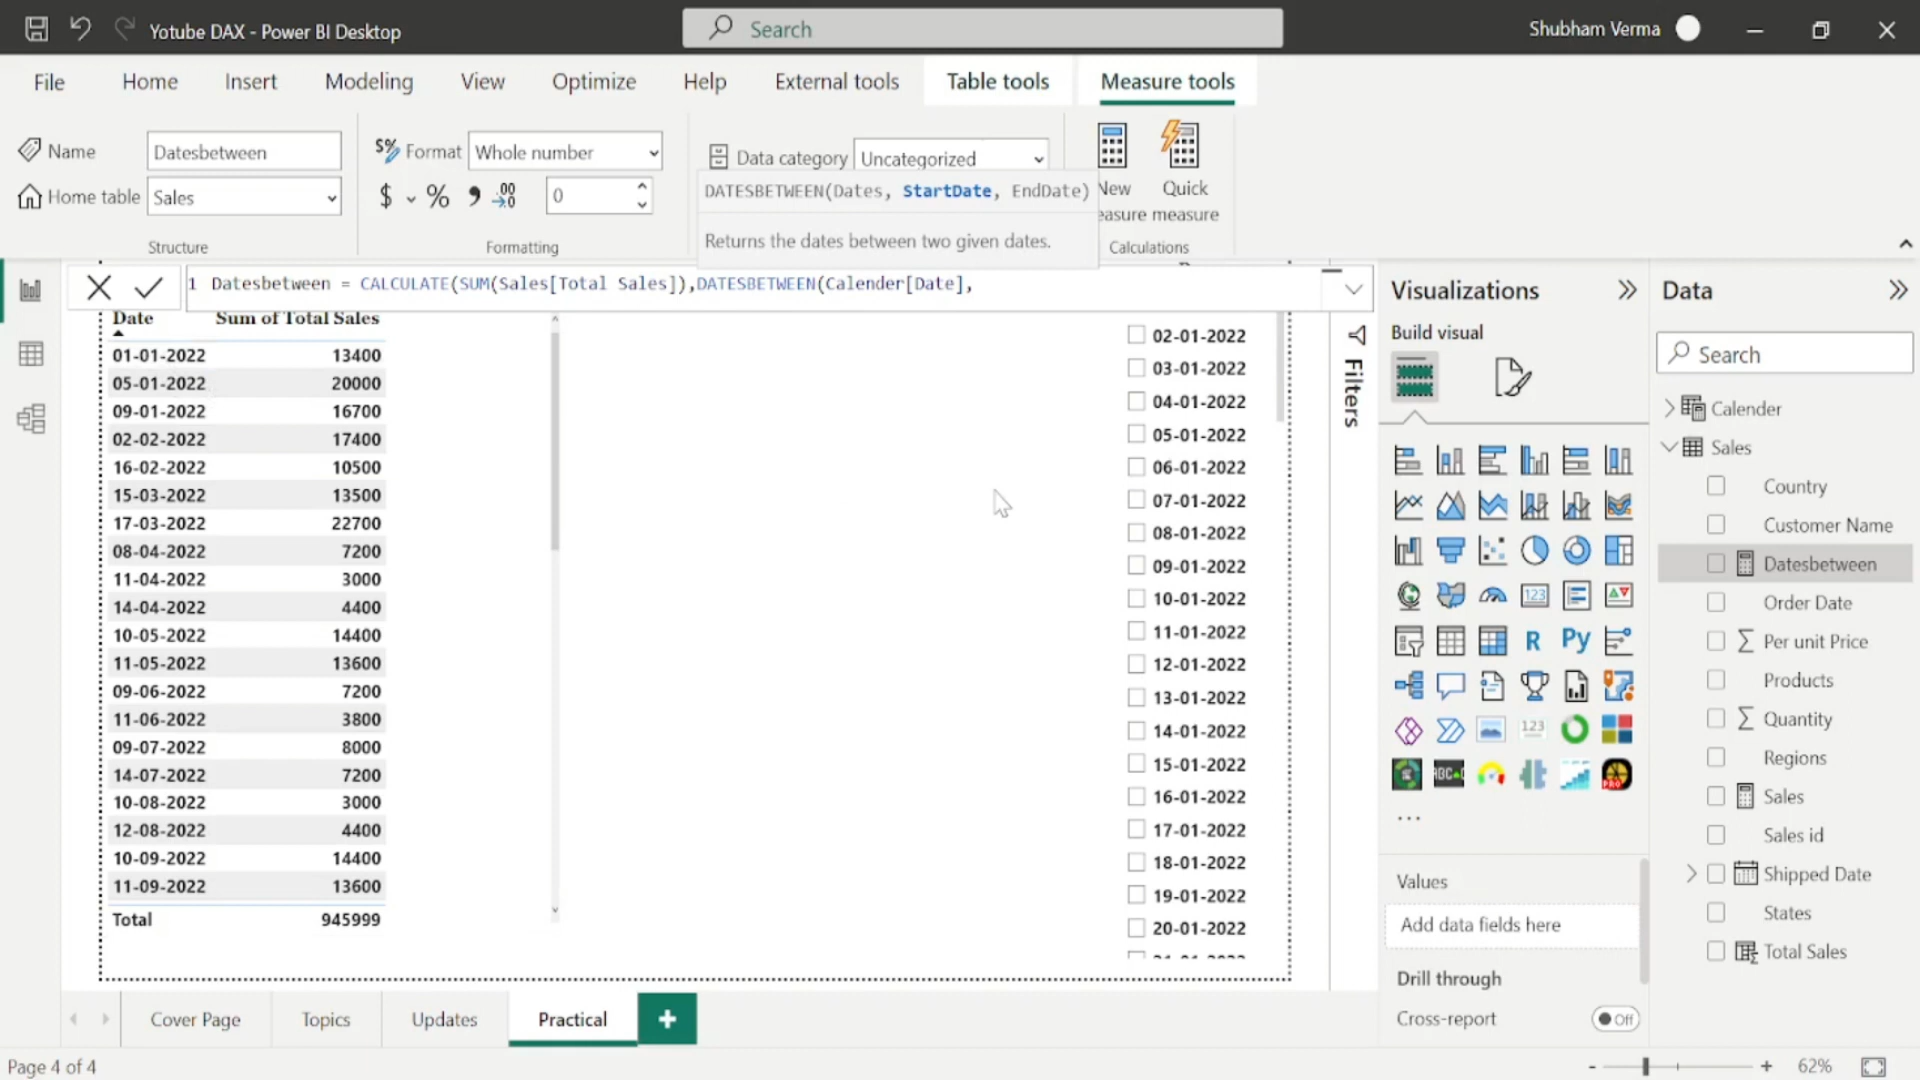 Yotube DAX - Power BI Desktop
Search
Shubham Verma
File Home Insert Modeling View Optimize Help External tools Table tools Measure tools
Name Datesbetween
Home table Sales
Structure
$% Format Whole number
$ % 9 .00 0
Formatting
Data category Uncategorized
DATESBETWEEN(Dates, StartDate, EndDate)
Returns the dates between two given dates.
New
easure
Quick
measure
Calculations
1 Datesbetween = CALCULATE(SUM(Sales[Total Sales]),DATESBETWEEN(Calender[Date],
Date Sum of Total Sales
01-01-2022 13400
05-01-2022 20000
09-01-2022 16700
02-02-2022 17400
16-02-2022 10500
15-03-2022 13500
17-03-2022 22700
08-04-2022 7200
11-04-2022 3000
14-04-2022 4400
10-05-2022 14400
11-05-2022 13600
09-06-2022 7200
11-06-2022 3800
09-07-2022 8000
14-07-2022 7200
10-08-2022 3000
12-08-2022 4400
10-09-2022 14400
11-09-2022 13600
Total 945999
02-01-2022
03-01-2022
04-01-2022
05-01-2022
06-01-2022
07-01-2022
08-01-2022
09-01-2022
10-01-2022
11-01-2022
12-01-2022
13-01-2022
14-01-2022
15-01-2022
16-01-2022
17-01-2022
18-01-2022
19-01-2022
20-01-2022
Filters
Visualizations
Build visual
123
R Py
123
ABC
PRO
...
Values
Add data fields here
Drill through
Cross-report Off
Data
Search
Calender
Sales
Country
Customer Name
Datesbetween
Order Date
Per unit Price
Products
Quantity
Regions
Sales
Sales id
Shipped Date
States
Total Sales
Cover Page Topics Updates Practical +
Page 4 of 4
- + 62%